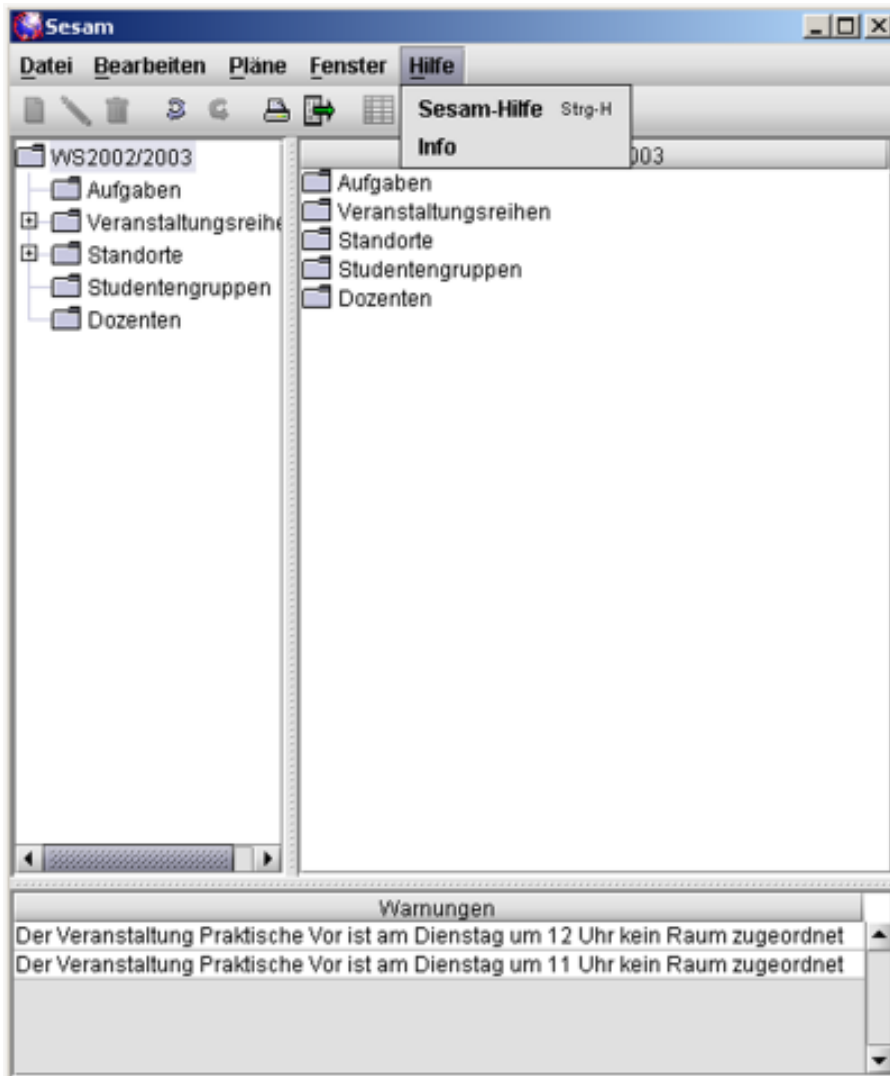 Sesam
Datei Bearbeiten Pläne Fenster Hilfe
Sesam-Hilfe Strg-H
Info
WS2002/2003
Aufgaben
Veranstaltungsreihe
Standorte
Studentengruppen
Dozenten
003
Aufgaben
Veranstaltungsreihen
Standorte
Studentengruppen
Dozenten
Warnungen
Der Veranstaltung Praktische Vor ist am Dienstag um 12 Uhr kein Raum zugeordnet
Der Veranstaltung Praktische Vor ist am Dienstag um 11 Uhr kein Raum zugeordnet